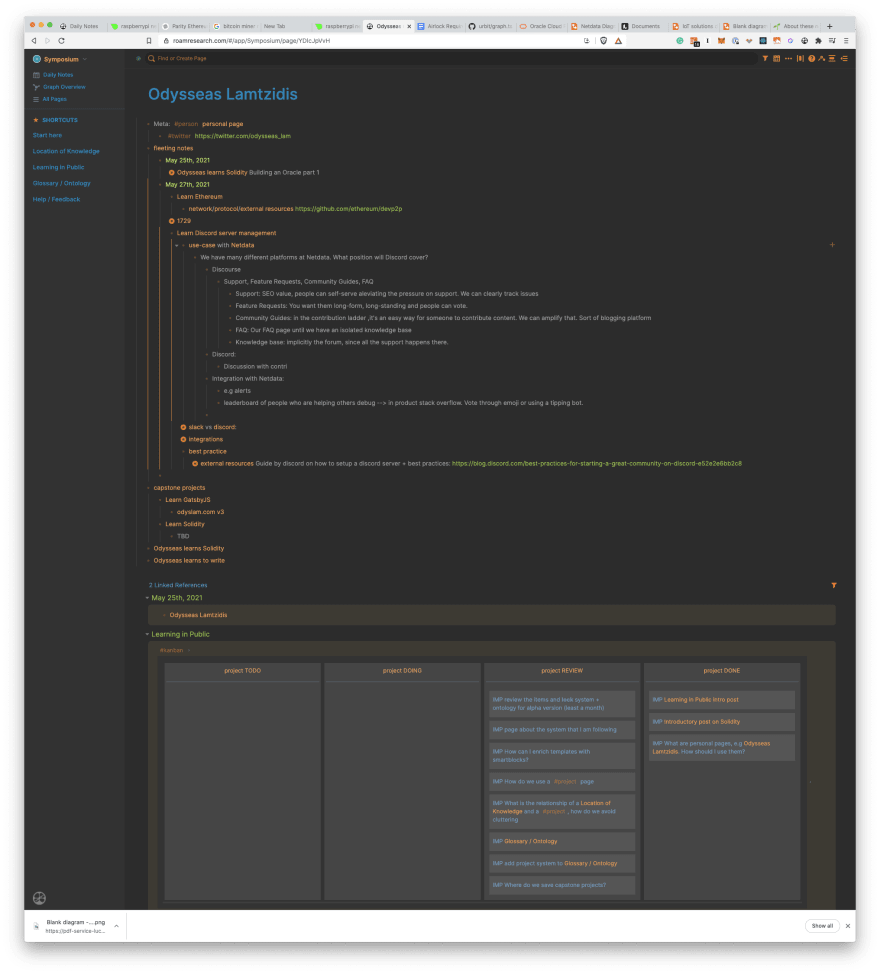 Daily Notes
raspberrypi
Parity Ethere
bitcoin miner
New Tab
raspberrypi
Odysseas
Airlock Requ
urbit/graph.
Oracle Cloud
Netdata Diag
Documents
IoT solutions
Blank diagram
About these
roamresearch.com/#/app/Symposium/page/YDlcJpVvH
Symposium
Find or Create Page
Daily Notes
Graph Overview
All Pages
SHORTCUTS
Start here
Location of Knowledge
Learning in Public
Glossary / Ontology
Help / Feedback
Odysseas Lamtzidis
Meta: #person personal page
#twitter https://twitter.com/odysseas_lam
fleeting notes
May 25th, 2021
Odysseas learns Solidity Building an Oracle part 1
May 27th, 2021
Learn Ethereum
network/protocol/external resources https://github.com/ethereum/devp2p
1729
Learn Discord server management
use-case with Netdata
We have many different platforms at Netdata. What position will Discord cover?
Discourse
Support, Feature Requests, Community Guides, FAQ
Support: SEO value, people can self-serve aleviating the pressure on support. We can clearly track issues
Feature Requests: You want them long-form, long-standing and people can vote.
Community Guides: in the contribution ladder ,it's an easy way for someone to contribute content. We can amplify that. Sort of blogging platform
FAQ: Our FAQ page until we have an isolated knowledge base
Knowledge base: implicitly the forum, since all the support happens there.
Discord:
Discussion with contri
Integration with Netdata:
e.g alerts
leaderboard of people who are helping others debug --> in product stack overflow. Vote through emoji or using a tipping bot.
slack vs discord:
integrations
best practice
external resources Guide by discord on how to setup a discord server + best practices: https://blog.discord.com/best-practices-for-starting-a-great-community-on-discord-e52e2e6bb2c8
capstone projects
Learn GatsbyJS
odyslam.com v3
Learn Solidity
TBD
Odysseas learns Solidity
Odysseas learns to write
2 Linked References
May 25th, 2021
Odysseas Lamtzidis
Learning in Public
#kanban
project TODO
project DOING
project REVIEW
project DONE
IMP review the items and look system +
ontology for alpha version (least a month)
IMP page about the system that I am following
IMP How can I enrich tempares with
smartblocks?
IMP How do we use a #project page
IMP What is the relationship of a Location of
Knowledge and a #project , how do we avoid
cluttering
IMP Glossary / Ontology
IMP add project system to Glossary / Ontology
IMP Where do we save capstone projects?
IMP Learning in Public Intro post
IMP Introductory post on Solidity
IMP What are personal pages, e.g Odysseas
Lamtzidis. How should I use them?
Blank diagram -....png
https://pdf-service-luc...
Show all